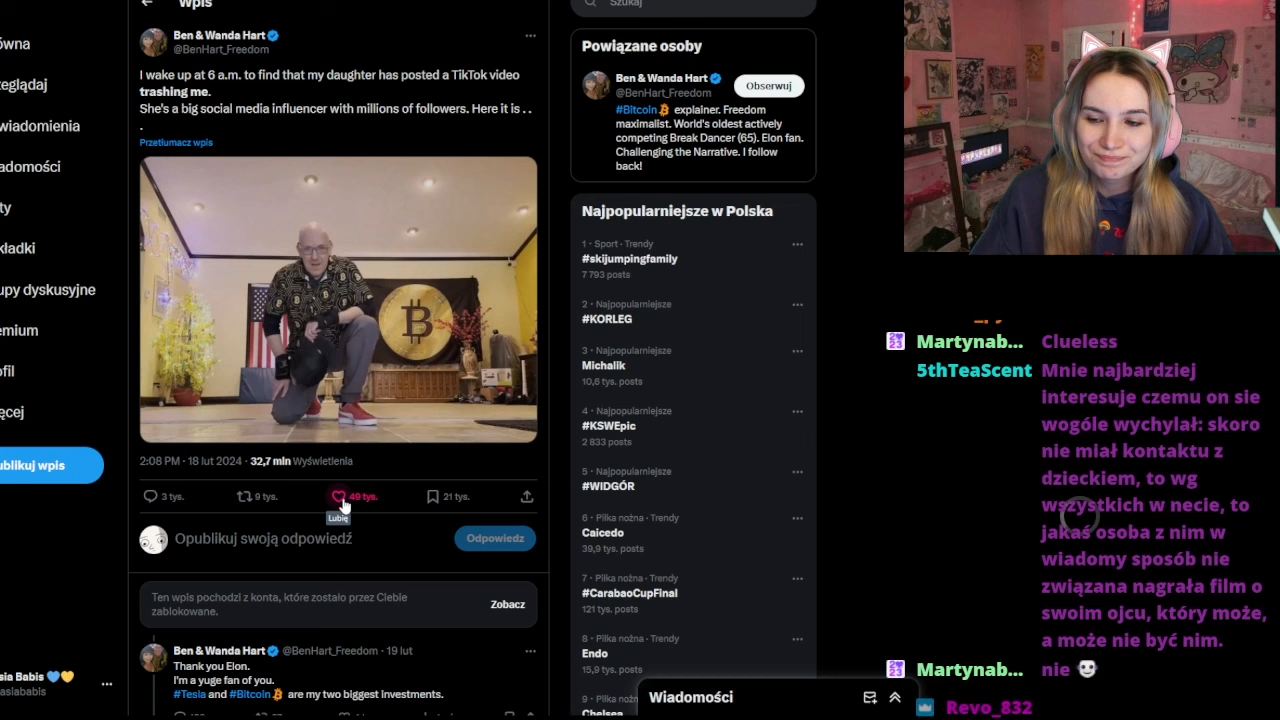 Wpis
Ben & Wanda Hart
@BenHart_Freedom
I wake up at 6 a.m. to find that my daughter has posted a TikTok video
trashing me.
She's a big social media influencer with millions of followers. Here it is . .
.
Przetłumacz wpis
2:08 PM · 18 lut 2024 · 32,7 mln Wyświetlenia
3 tys.
9 tys.
49 tys.
21 tys.
Lubię
Opublikuj swoją odpowiedź
Odpowiedz
Ten wpis pochodzi z konta, które zostało przez Ciebie
zablokowane.
Zobacz
Ben & Wanda Hart @BenHart_Freedom · 19 lut
Thank you Elon.
I'm a yuge fan of you.
#Tesla and #Bitcoin are my two biggest investments.
ówna
zeglądaj
wiadomości
ty
kładki
upy dyskusyjne
emium
ofil
ęcej
ublikuj wpis
sia Babis
aslababis
Szukaj
Powiązane osoby
Ben & Wanda Hart
@BenHart_Freedom
Obserwuj
#Bitcoin explainer. Freedom
maximalist. World's oldest actively
competing Break Dancer (65). Elon fan.
Challenging the Narrative. I follow
back!
Najpopularniejsze w Polska
1 · Sport · Trendy
#skijumpingfamily
7 793 posts
2 · Najpopularniejsze
#KORLEG
3 · Najpopularniejsze
Michalik
10,6 tys. posts
4 · Najpopularniejsze
#KSWEpic
2 833 posts
5 · Najpopularniejsze
#WIDGÓR
6 · Piłka nożna · Trendy
Caicedo
39,9 tys. posts
7 · Piłka nożna · Trendy
#CarabaoCupFinal
121 tys. posts
8 · Piłka nożna · Trendy
Endo
15,9 tys. posts
Chelsea
Wiadomości
Martynab... Clueless
5thTeaScent Mnie najbardziej
interesuje czemu on sie
wogóle wychylał: skoro
nie miał kontaktu z
dzieckiem, to wg
wszystkich w necie, to
jakaś osoba z nim w
wiadomy sposób nie
związana nagrała film o
swoim ojcu, który może,
a może nie być nim.
Martynab... nie
Revo_832